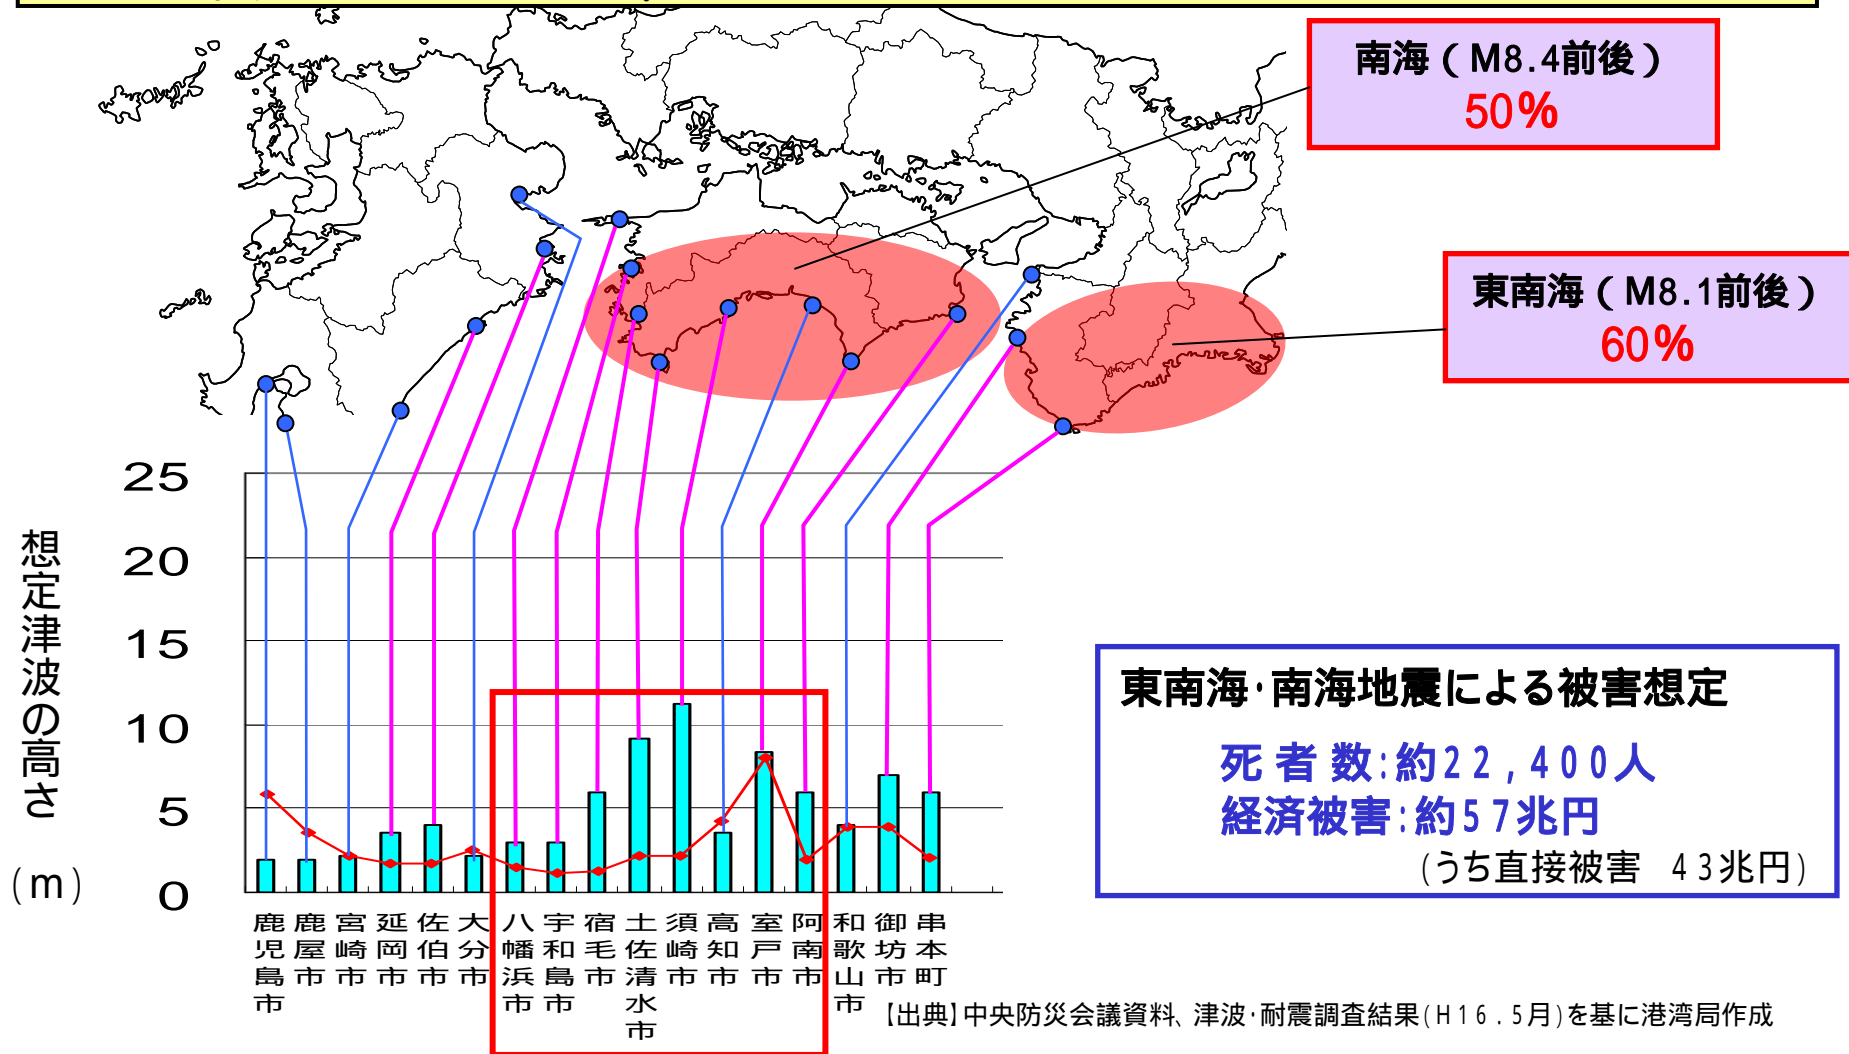 南海（M8.4前後）
50%
東南海（M8.1前後）
60%
25
20
15
10
5
0
想定津波の高さ
(m)
鹿児島市
鹿屋市
宮崎市
延岡市
佐伯市
大分市
八幡浜市
宇和島市
宿毛市
土佐清水市
須崎市
高知市
室戸市
阿南市
和歌山市
御坊市
串本町
東南海・南海地震による被害想定
死者数：約22,400人
経済被害：約57兆円
(うち直接被害　43兆円)
【出典】中央防災会議資料、津波・耐震調査結果(H16.5月)を基に港湾局作成